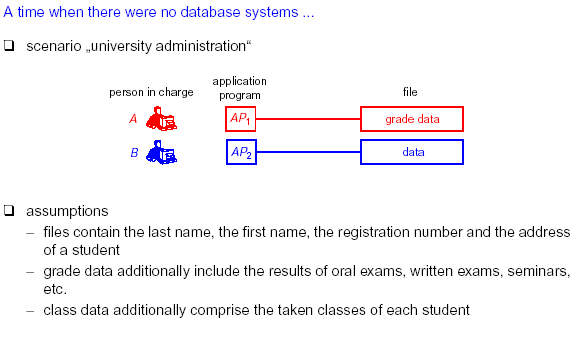 A time when there were no database systems ...
❑ scenario „university administration“
person in charge
application program
file
A
AP1
grade data
B
AP2
data
❑ assumptions
– files contain the last name, the first name, the registration number and the address
of a student
– grade data additionally include the results of oral exams, written exams, seminars,
etc.
– class data additionally comprise the taken classes of each student